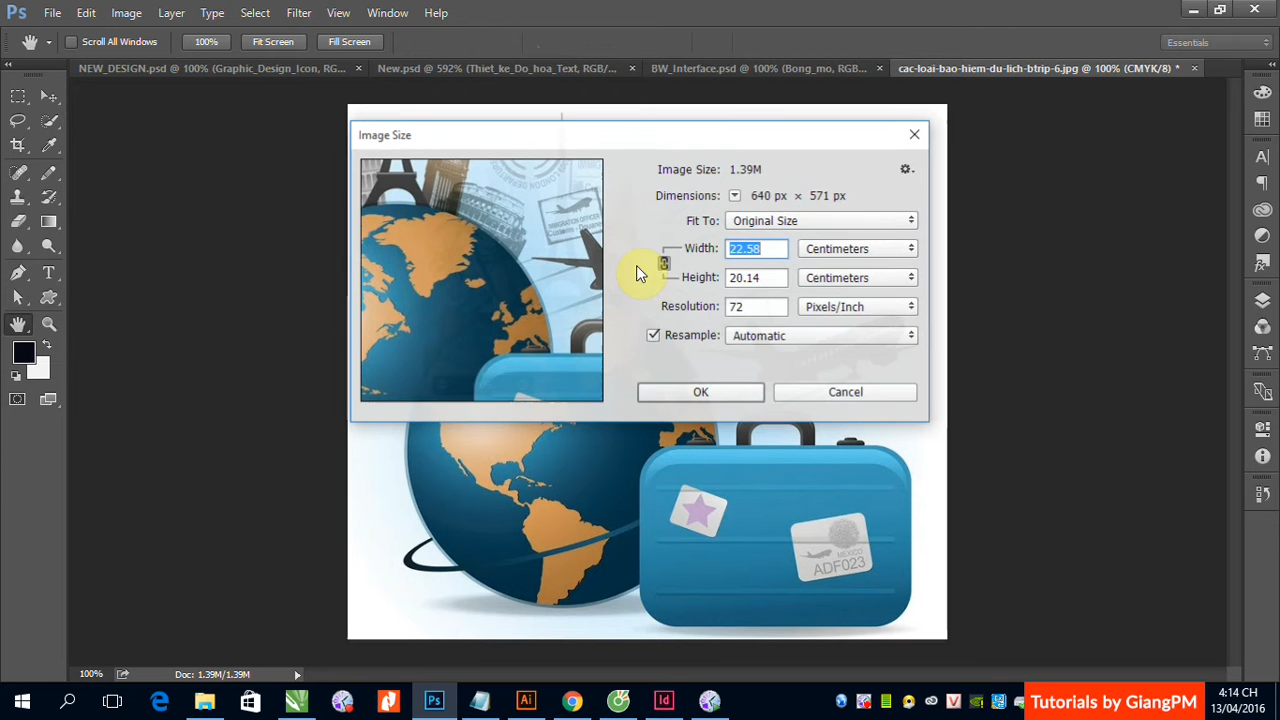 Ps File Edit Image Layer Type Select Filter View Window Help
Scroll All Windows 100% Fit Screen Fill Screen Essentials
NEW_DESIGN.psd @ 100% (Graphic_Design_Icon, RG... × New.psd @ 592% (Thiet_ke_Do_hoa_Text, RGB/... × BW_Interface.psd @ 100% (Bong_mo, RGB... × cac-loai-bao-hiem-du-lich-btrip-6.jpg @ 100% (CMYK/8) * ×
Image Size
Image Size: 1.39M
Dimensions: 640 px × 571 px
Fit To: Original Size
Width: 22.58 Centimeters
Height: 20.14 Centimeters
Resolution: 72 Pixels/Inch
Resample: Automatic
OK Cancel
MEXICO
ADF023
100% Doc: 1.39M/1.39M
Tutorials by GiangPM
4:14 CH
13/04/2016